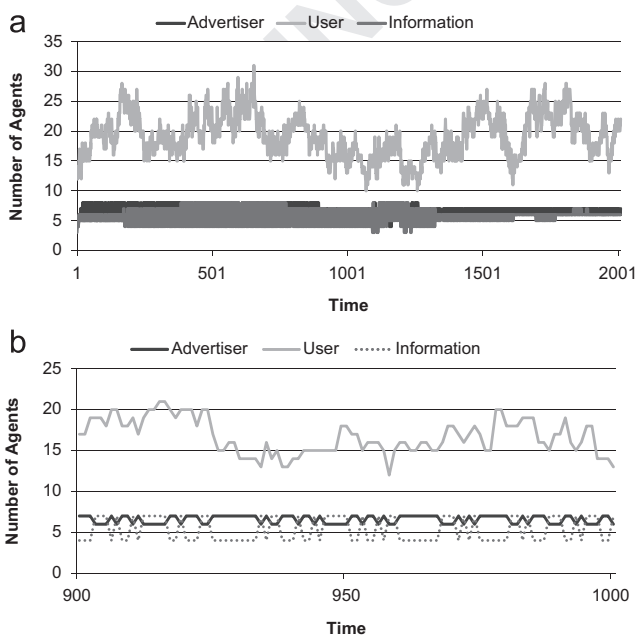 a
Advertiser User Information
35
30
25
20
15
10
5
0
Number of Agents
1 501 1001 1501 2001
Time
b
Advertiser User Information
25
20
15
10
5
0
Number of Agents
900 950 1000
Time